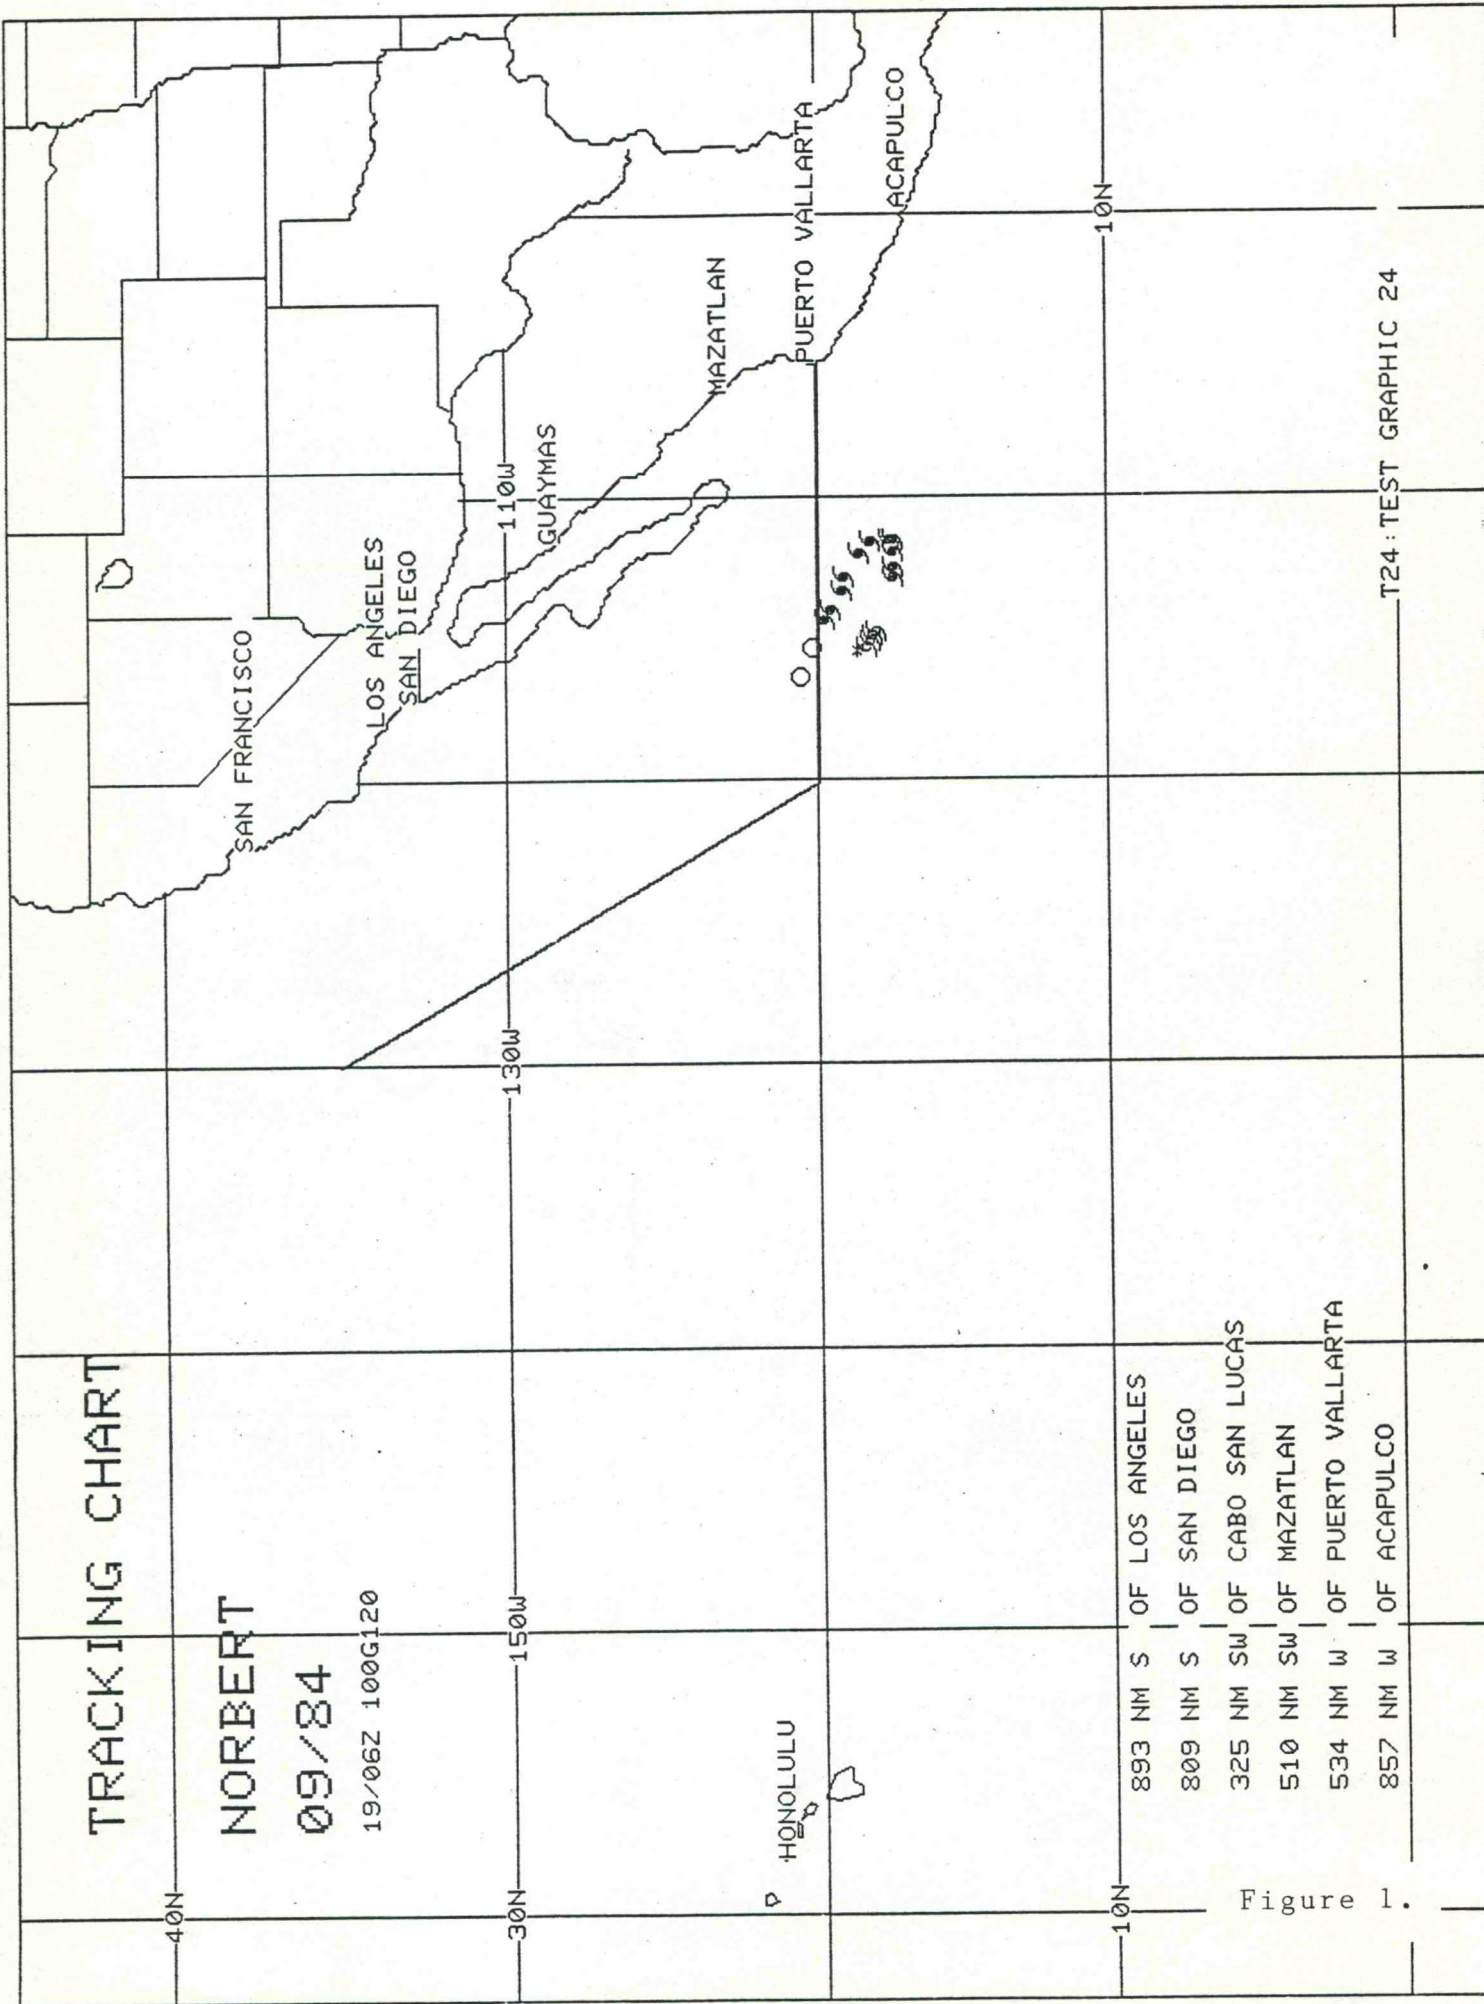 TRACKING CHART
NORBERT
09/84
19/06Z 100G120
40N
30N
10N
150W
130W
110W
10N
SAN FRANCISCO
LOS ANGELES
SAN DIEGO
GUAYMAS
MAZATLAN
PUERTO VALLARTA
ACAPULCO
HONOLULU
893 NM S OF LOS ANGELES
809 NM S OF SAN DIEGO
325 NM SW OF CABO SAN LUCAS
510 NM SW OF MAZATLAN
534 NM W OF PUERTO VALLARTA
857 NM W OF ACAPULCO
T24:TEST GRAPHIC 24
Figure 1.